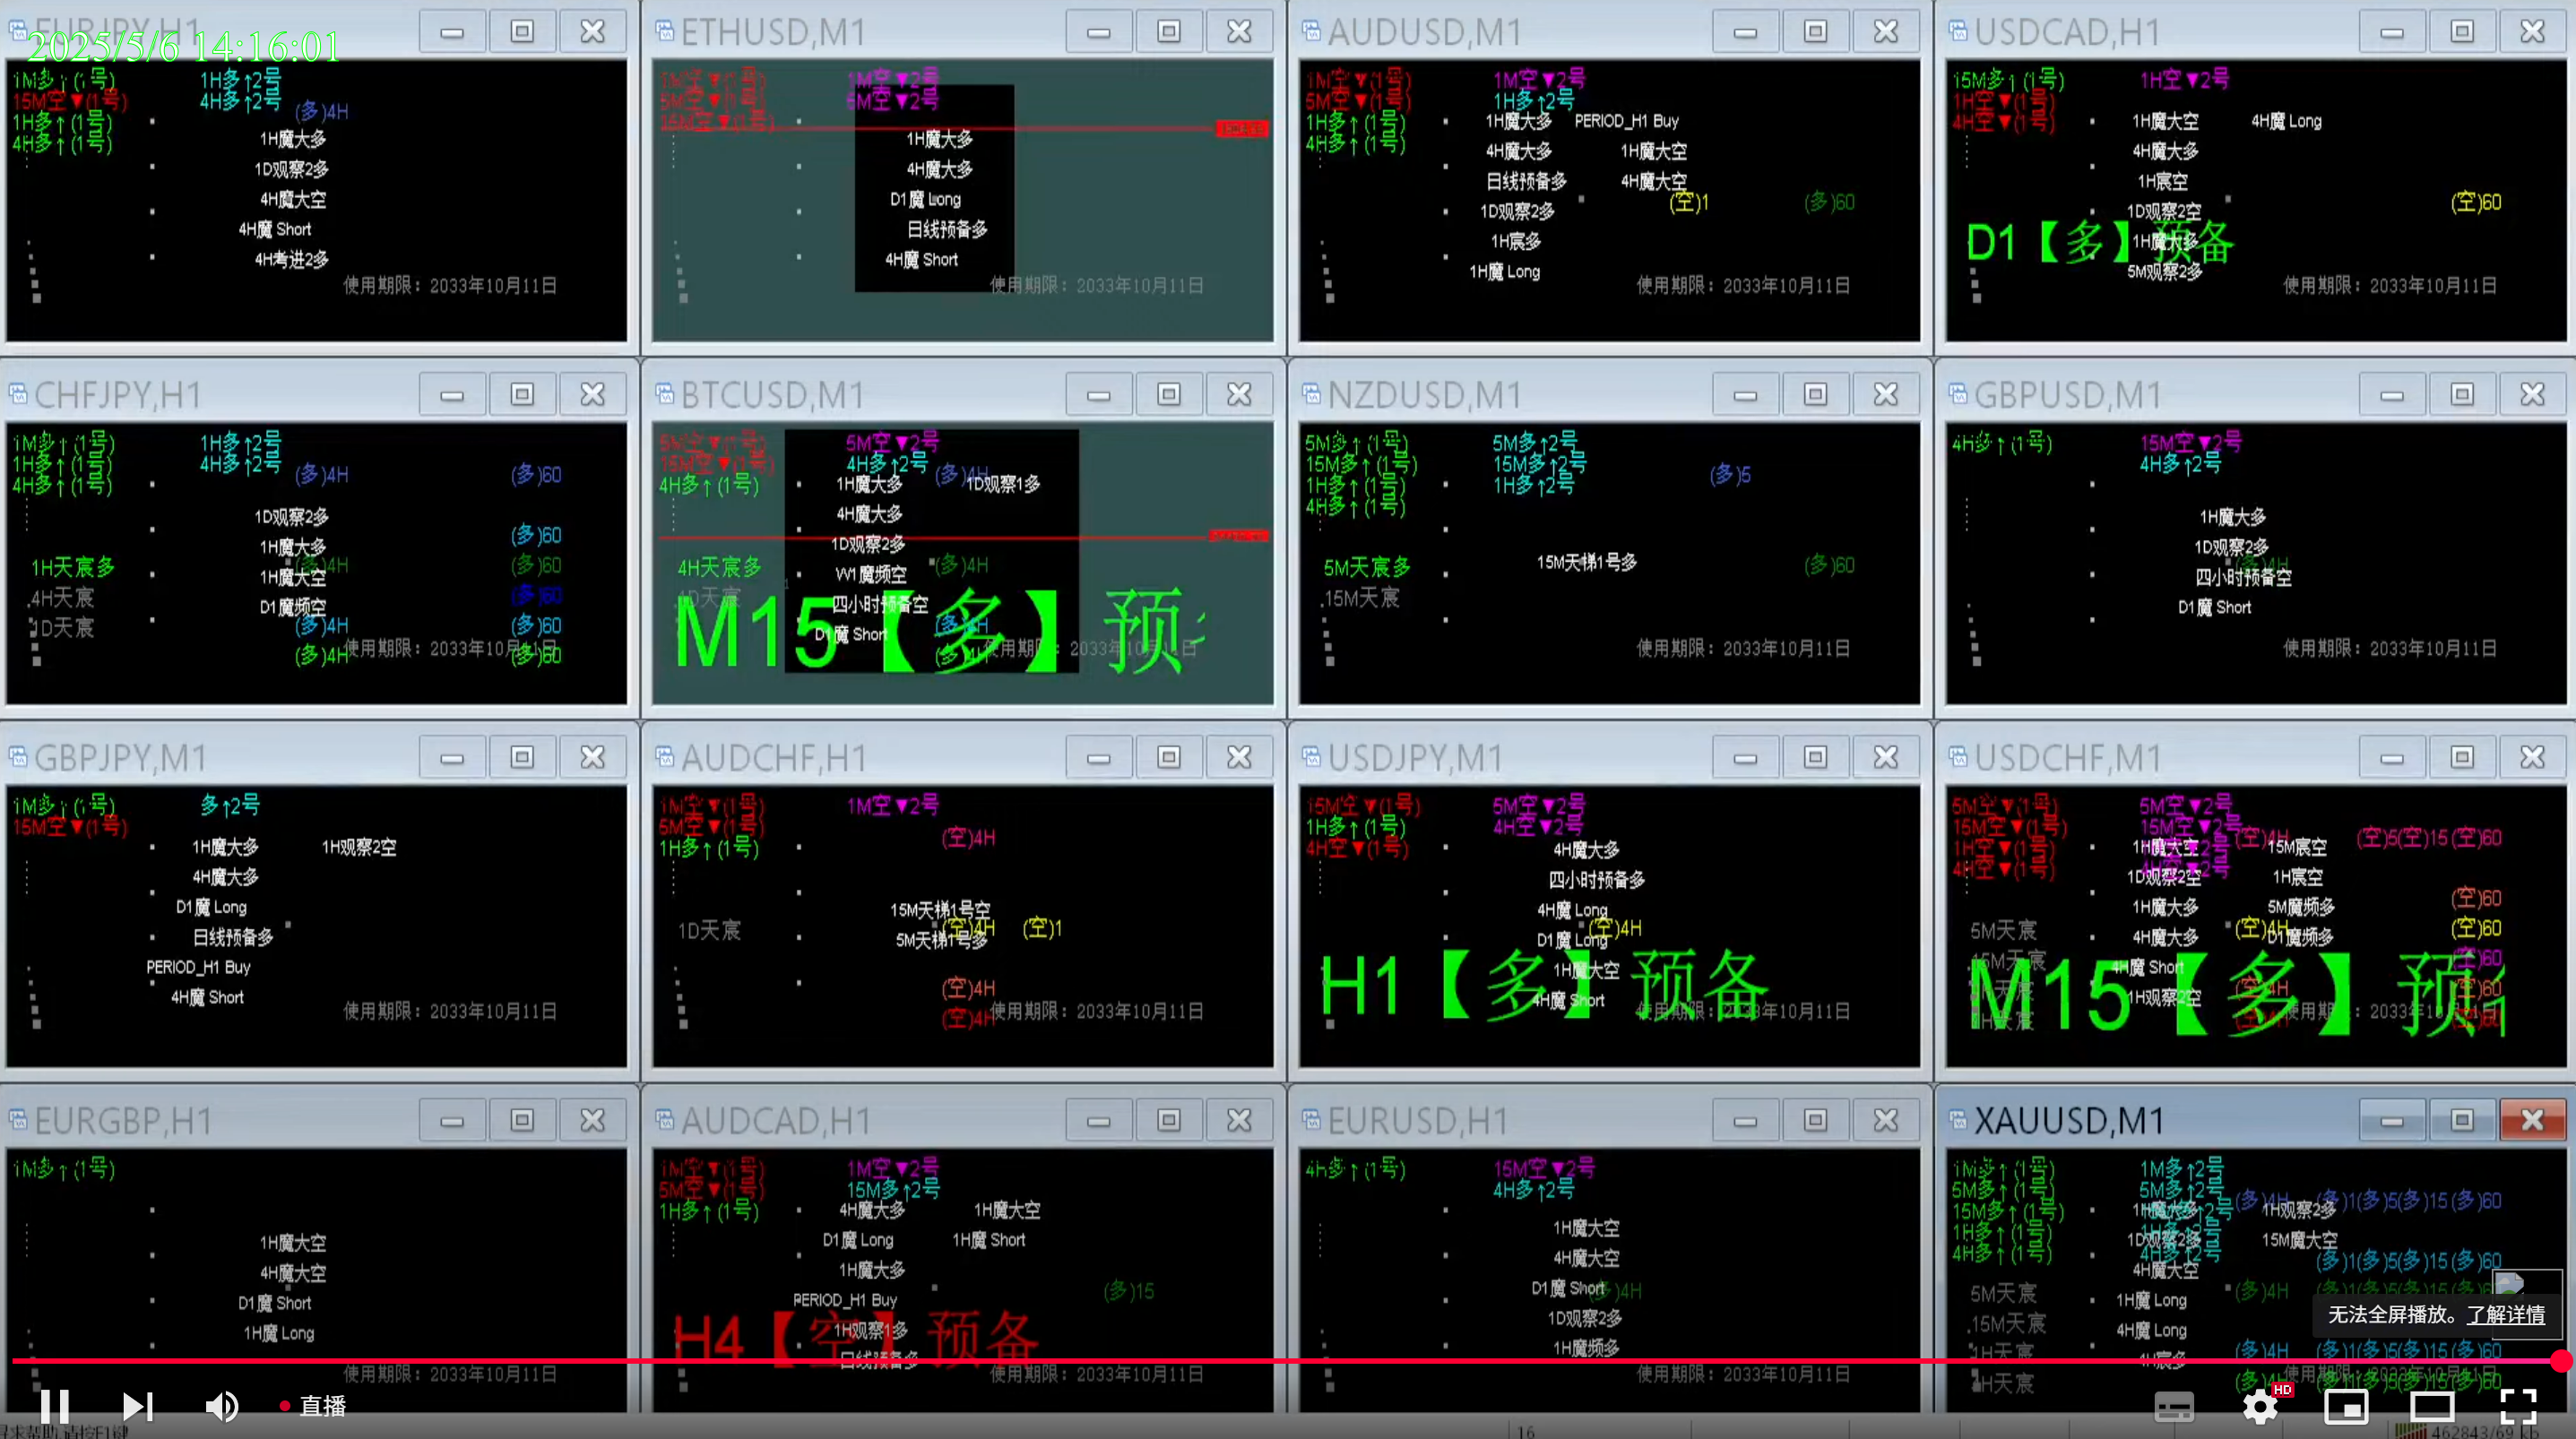 EURJPY,H1
2025/5/6 14:16:01
1M多↑(1号) 1H多↑2号
15M空▼(1号) 4H多↑2号 (多)4H
1H多↑(1号)
4H多↑(1号)
1H魔大多
1D观察2多
4H魔大空
4H魔 Short
4H考进2多
使用期限：2033年10月11日
ETHUSD,M1
1M空▼(1号) 1M空▼2号
5M空▼(1号) 5M空▼2号
15M空▼(1号)
1H魔大多
4H魔大多
D1魔 Long
日线预备多
4H魔 Short
使用期限：2033年10月11日
AUDUSD,M1
1M空▼(1号) 1M空▼2号
5M空▼(1号) 1H多↑2号
1H多↑(1号) 1H魔大多 PERIOD_H1 Buy
4H多↑(1号) 4H魔大多 1H魔大空
日线预备多 4H魔大空
1D观察2多 (空)1 (多)60
1H宸多
1H魔 Long
使用期限：2033年10月11日
USDCAD,H1
15M多↑(1号) 1H空▼2号
1H空▼(1号)
4H空▼(1号) 1H魔大空 4H魔 Long
4H魔大多
1H宸空
1D观察2空 (空)60
D1【多】预备
1H魔大多
5M观察2多
使用期限：2033年10月11日
CHFJPY,H1
1M多↑(1号) 1H多↑2号
1H多↑(1号) 4H多↑2号 (多)4H (多)60
4H多↑(1号)
1D观察2多 (多)60
1H魔大多
1H天宸多 1H魔大空 (多)4H (多)60
4H天宸 D1魔频空 (多)60
1D天宸 (多)4H (多)60
(多)4H (多)60
使用期限：2033年10月11日
BTCUSD,M1
5M空▼(1号) 5M空▼2号
15M空▼(1号) 4H多↑2号
4H多↑(1号) 1H魔大多 (多)4H 1D观察1多
4H魔大多
1D观察2多
4H天宸多 W1魔频空 (多)4H
1D天宸 四小时预备空
M15【多】预
D1魔 Short (多)4H
使用期限：2033年10月11日
NZDUSD,M1
5M多↑(1号) 5M多↑2号
15M多↑(1号) 15M多↑2号
1H多↑(1号) 1H多↑2号 (多)5
4H多↑(1号)
5M天宸多 15M天梯1号多 (多)60
15M天宸
使用期限：2033年10月11日
GBPUSD,M1
4H多↑(1号) 15M空▼2号
4H多↑2号
1H魔大多
1D观察2多
(多)4H
四小时预备空
D1魔 Short
使用期限：2033年10月11日
GBPJPY,M1
1M多↑(1号) 多↑2号
15M空▼(1号)
1H魔大多 1H观察2空
4H魔大多
D1魔 Long
日线预备多
PERIOD_H1 Buy
4H魔 Short
使用期限：2033年10月11日
AUDCHF,H1
1M空▼(1号) 1M空▼2号
5M空▼(1号) (空)4H
1H多↑(1号)
15M天梯1号空
1D天宸 (空)4H (空)1
5M天梯1号多
(空)4H
(空)4H
使用期限：2033年10月11日
USDJPY,M1
15M空▼(1号) 5M空▼2号
1H多↑(1号) 4H空▼2号
4H空▼(1号) 4H魔大多
四小时预备多
4H魔 Long
(空)4H
D1魔 Long
1H魔大空
H1【多】预备
4H魔 Short
使用期限：2033年10月11日
USDCHF,M1
5M空▼(1号) 5M空▼2号
15M空▼(1号) 15M空▼2号 (空)4H (空)5(空)15(空)60
1H空▼(1号) 1H魔大空 15M宸空
4H空▼(1号) 4H空▼2号
1D观察2空 1H宸空
1H魔大多 5M魔频多 (空)60
5M天宸 4H魔大多 (空)4H D1魔频多 (空)60
15M天宸 4H魔 Short (空)60
M15【多】预
1H观察2空 (空)4H (空)60
使用期限：2033年10月11日
EURGBP,H1
1M多↑(1号)
1H魔大空
4H魔大空
D1魔 Short
1H魔 Long
使用期限：2033年10月11日
AUDCAD,H1
1M空▼(1号) 1M空▼2号
5M空▼(1号) 15M多↑2号
1H多↑(1号) 4H魔大多 1H魔大空
D1魔 Long 1H魔 Short
1H魔大多
PERIOD_H1 Buy (多)15
H4【空】预备
1H观察1多
日线预备多
使用期限：2033年10月11日
EURUSD,H1
4H多↑(1号) 15M空▼2号
4H多↑2号
1H魔大空
4H魔大空
D1魔 Short (多)4H
1D观察2多
1H魔频多
使用期限：2033年10月11日
XAUUSD,M1
1M多↑(1号) 1M多↑2号
5M多↑(1号) 5M多↑2号 (多)4H (多)1(多)5(多)15(多)60
15M多↑(1号) 1H魔大多 1H观察2多
1H多↑(1号) 1H多↑2号
4H多↑(1号) 4H多↑2号
1D观察2多 15M魔大空
4H魔大空 (多)1(多)5(多)15(多)60
5M天宸 1H魔 Long (多)4H
15M天宸 4H魔 Long
1H天宸 (多)4H (多)1(多)5(多)15(多)60
无法全屏播放。了解详情
直播
HD
16